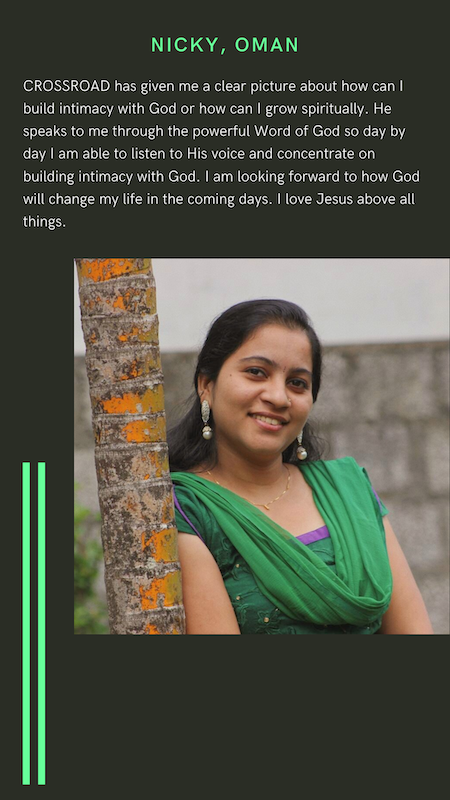 NICKY, OMAN
CROSSROAD has given me a clear picture about how can I
build intimacy with God or how can I grow spiritually. He
speaks to me through the powerful Word of God so day by
day I am able to listen to His voice and concentrate on
building intimacy with God. I am looking forward to how God
will change my life in the coming days. I love Jesus above all
things.